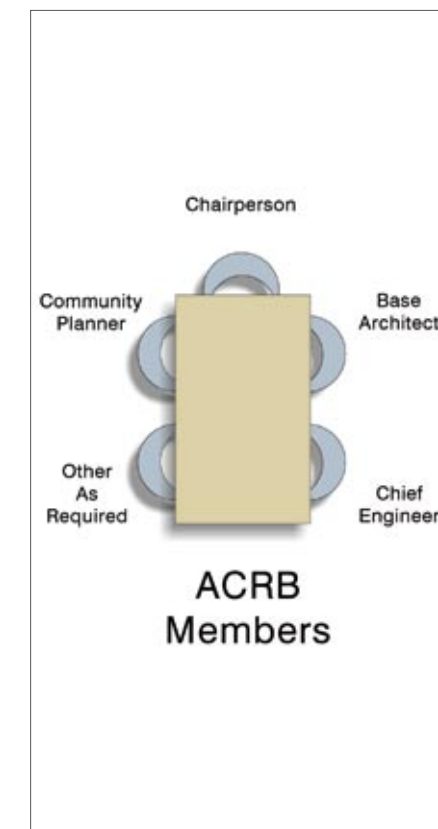 Chairperson
Community
Planner
Base
Architect
Other
As
Required
Chief
Engineer
ACRB
Members